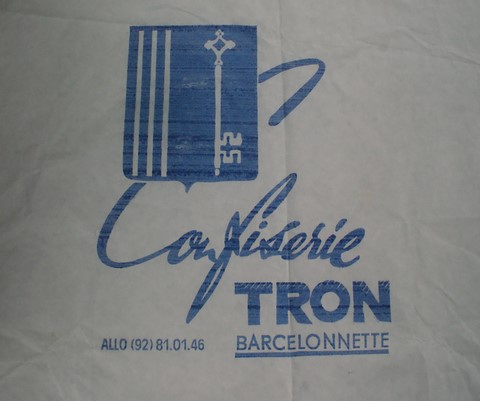 Confiserie
TRON
ALLO (92) 81.01.46 BARCELONNETTE